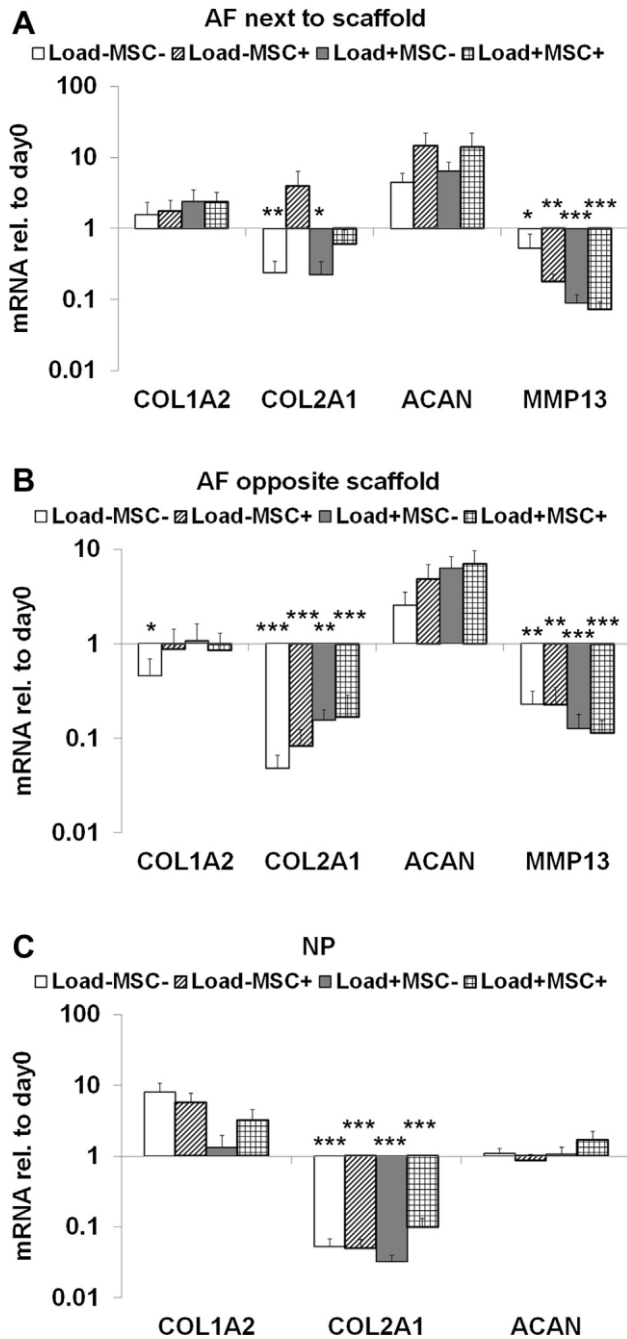 A
AF next to scaffold
Load-MSC- Load-MSC+ Load+MSC- Load+MSC+
mRNA rel. to day0
100
10
1
0.1
0.01
** * * ** *** ***
COL1A2 COL2A1 ACAN MMP13
B
AF opposite scaffold
Load-MSC- Load-MSC+ Load+MSC- Load+MSC+
mRNA rel. to day0
10
1
0.1
0.01
* *** *** ** *** ** ** *** ***
COL1A2 COL2A1 ACAN MMP13
C
NP
Load-MSC- Load-MSC+ Load+MSC- Load+MSC+
mRNA rel. to day0
100
10
1
0.1
0.01
*** *** *** ***
COL1A2 COL2A1 ACAN